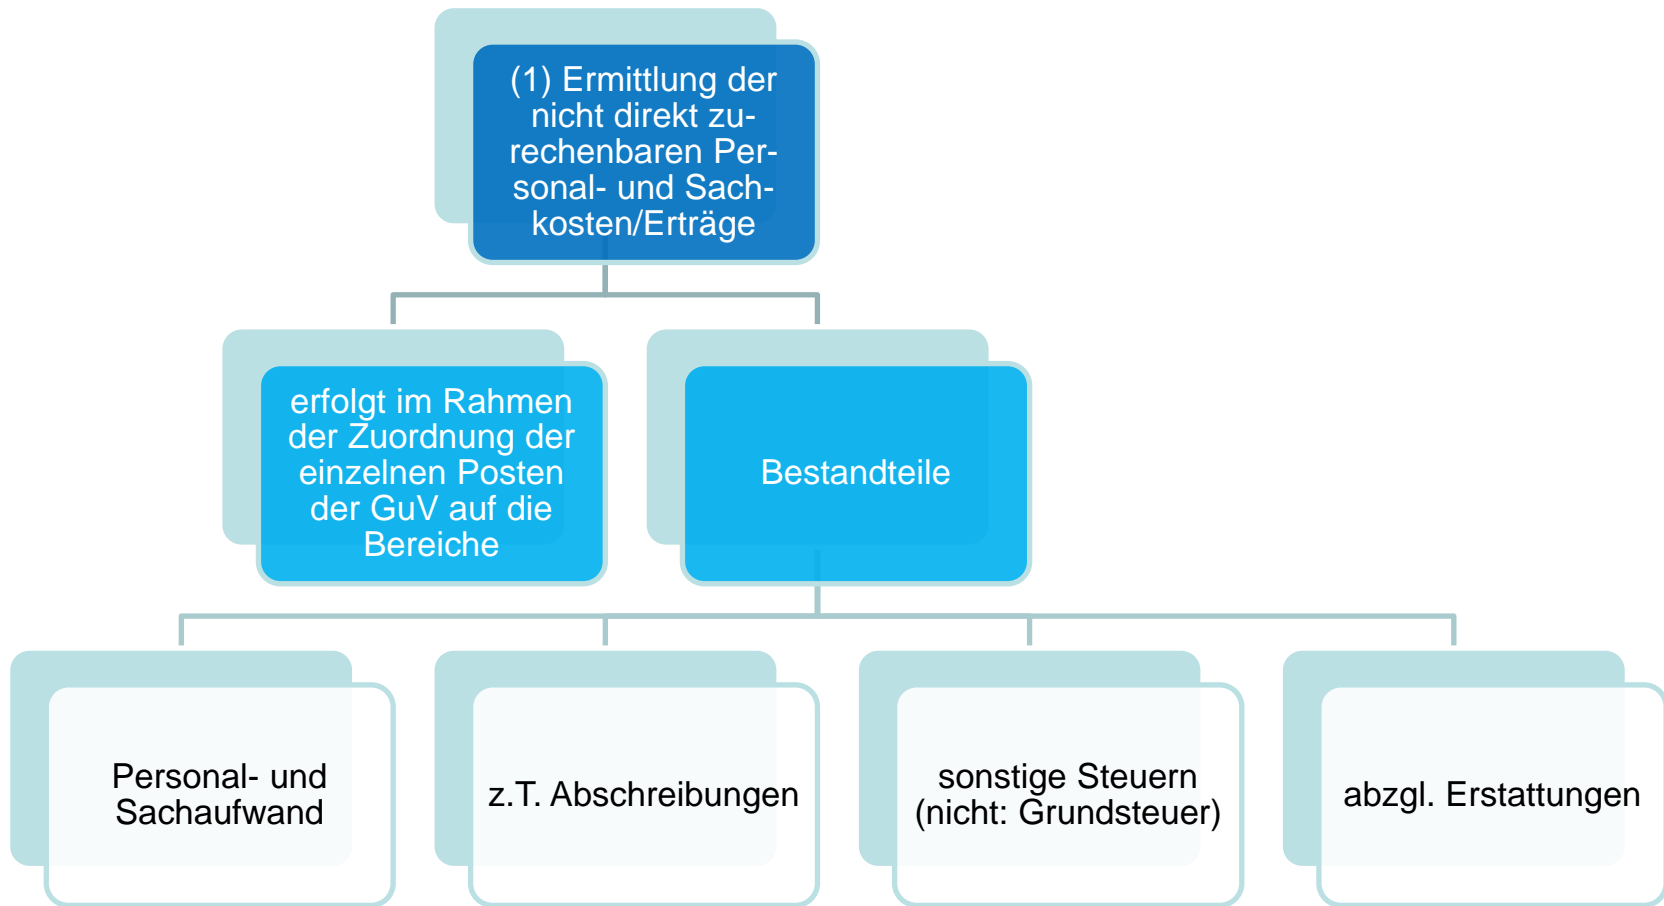 (1) Ermittlung der
nicht direkt zu-
rechenbaren Per-
sonal- und Sach-
kosten/Erträge
erfolgt im Rahmen
der Zuordnung der
einzelnen Posten
der GuV auf die
Bereiche
Bestandteile
Personal- und
Sachaufwand
z.T. Abschreibungen
sonstige Steuern
(nicht: Grundsteuer)
abzgl. Erstattungen